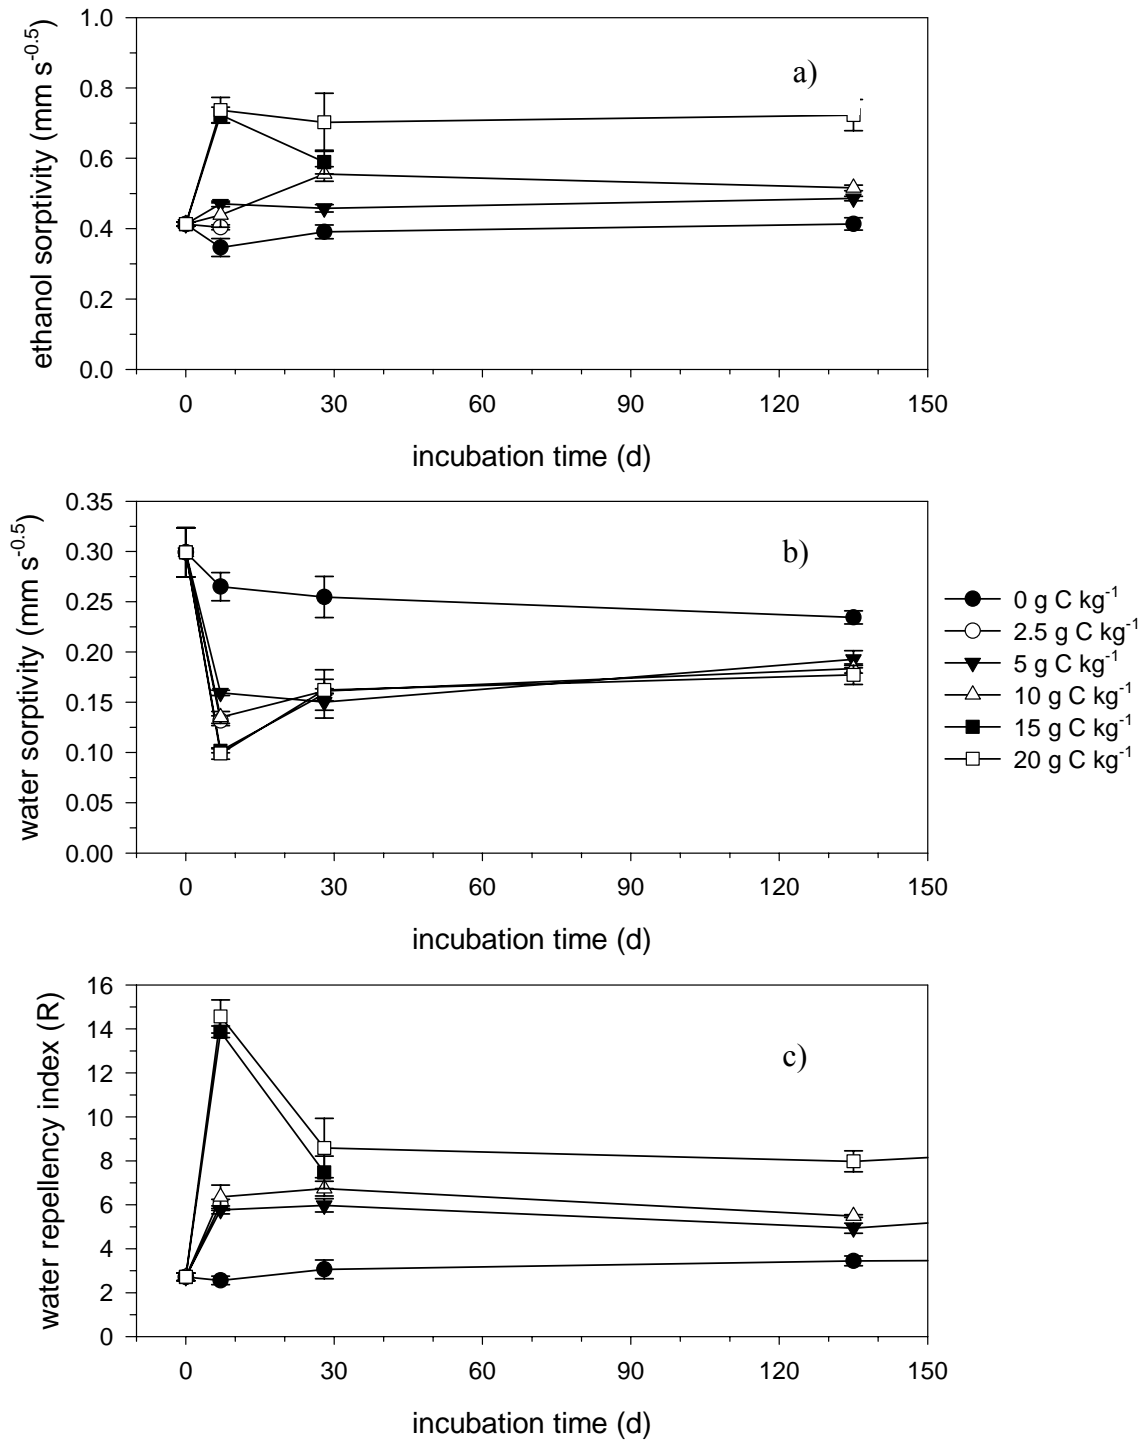 ethanol sorptivity (mm s-0.5)
1.0
0.8
0.6
0.4
0.2
0.0
a)
0 30 60 90 120 150
incubation time (d)
water sorptivity (mm s-0.5)
0.35
0.30
0.25
0.20
0.15
0.10
0.05
0.00
b)
0 30 60 90 120 150
incubation time (d)
0 g C kg-1
2.5 g C kg-1
5 g C kg-1
10 g C kg-1
15 g C kg-1
20 g C kg-1
water repellency index (R)
16
14
12
10
8
6
4
2
0
c)
0 30 60 90 120 150
incubation time (d)